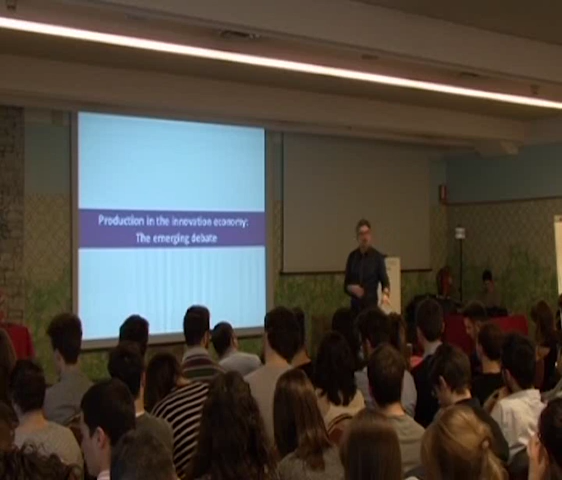 Production in the innovation economy:
The emerging debate